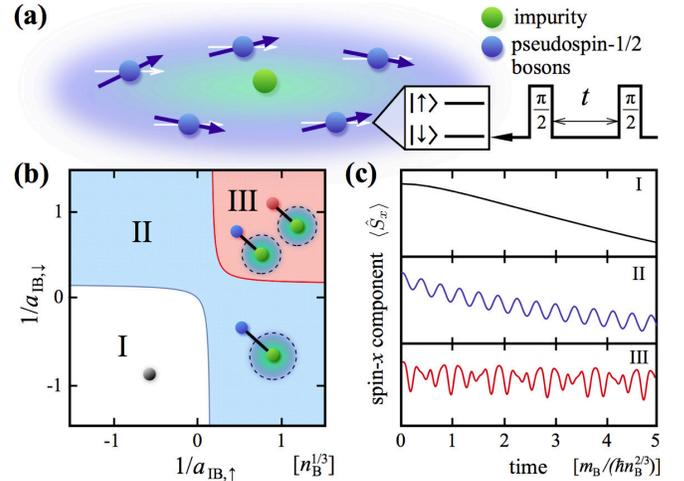 (a)
impurity
pseudospin-1/2
bosons
|↑⟩
|↓⟩
π/2
t
π/2
(b)
1/a_IB,↓
1
0
-1
I
II
III
-1
0
1
1/a_IB,↑
[n_B^1/3]
(c)
spin-x component ⟨Ŝ_x⟩
I
II
III
0
1
2
3
4
5
time
[m_B/(ℏn_B^2/3)]